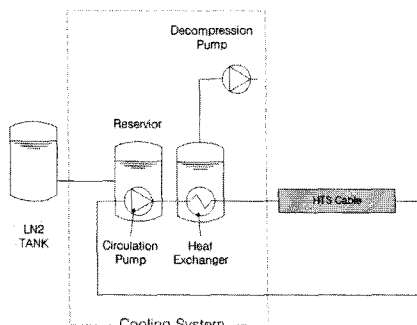 Decompression
Pump
Reservior
HTS Cable
LN2
TANK
Circulation
Pump
Heat
Exchanger
Cooling System